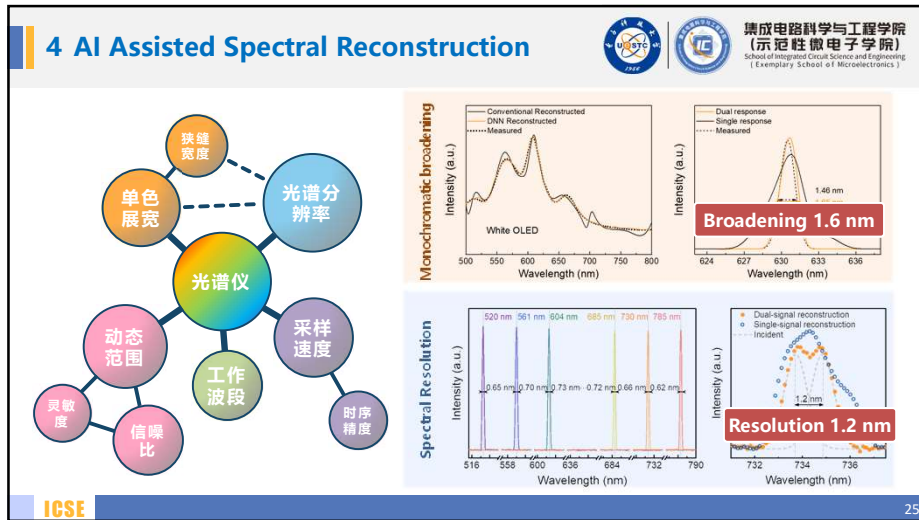 4 AI Assisted Spectral Reconstruction
UESTC
1956
IC
集成电路科学与工程学院
(示范性微电子学院)
School of Integrated Circuit Science and Engineering
( Exemplary School of Microelectronics )
狭缝
宽度
单色
展宽
光谱分
辨率
光谱仪
动态
范围
采样
速度
工作
波段
灵敏
度
信噪
比
时序
精度
Monochromatic broadening
Intensity (a.u.)
Conventional Reconstructed
DNN Reconstructed
Measured
White OLED
500 550 600 650 700 750 800
Wavelength (nm)
Intensity (a.u.)
Dual response
Single response
Measured
1.46 nm
Broadening 1.6 nm
624 627 630 633 636
Wavelength (nm)
Spectral Resolution
Intensity (a.u.)
520 nm 561 nm 604 nm 685 nm 730 nm 785 nm
0.65 nm 0.70 nm 0.73 nm 0.72 nm 0.66 nm 0.62 nm
516 558 600 636 684 732 790
Wavelength (nm)
Intensity (a.u.)
Dual-signal reconstruction
Single-signal reconstruction
Incident
1.2 nm
Resolution 1.2 nm
732 734 736
Wavelength (nm)
ICSE
25